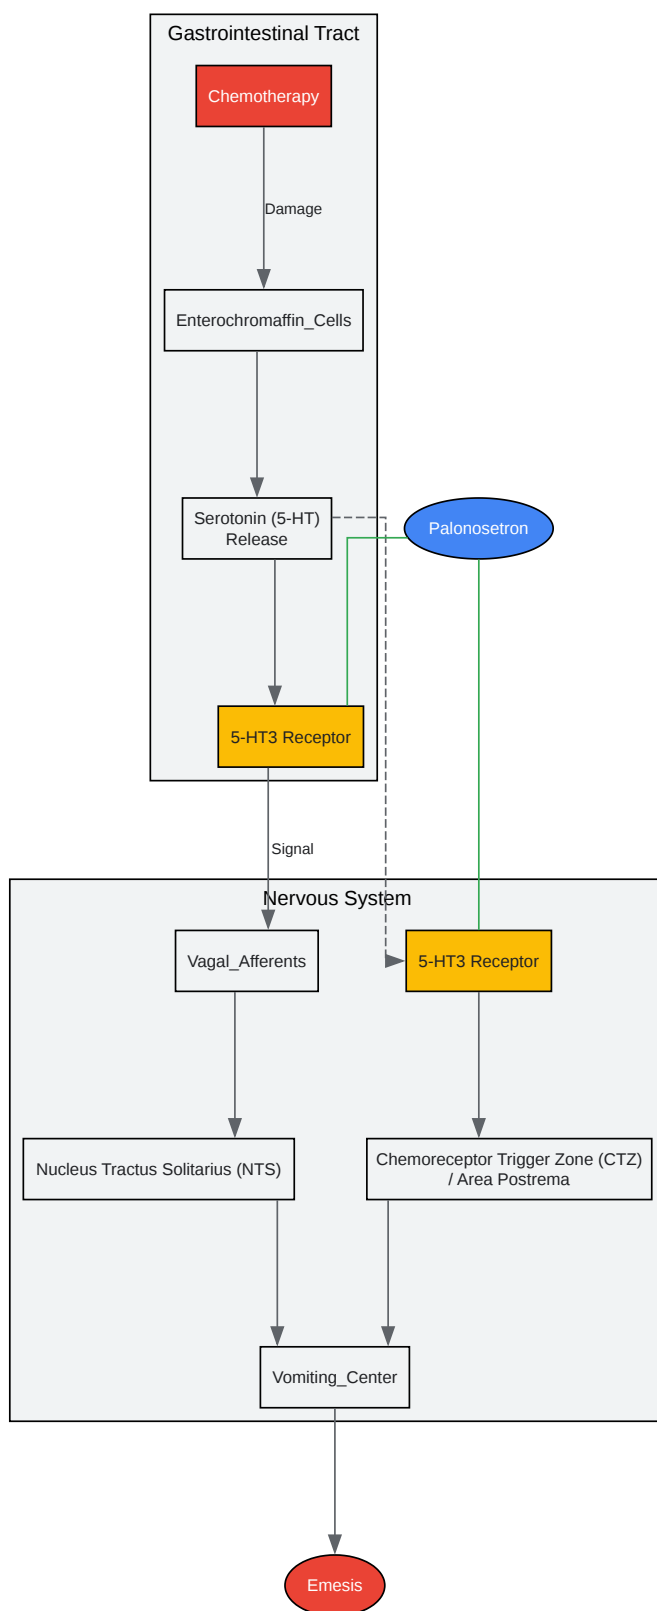 Gastrointestinal Tract
Chemotherapy
Damage
Enterochromaffin_Cells
Serotonin (5-HT)
Release
Palonosetron
5-HT3 Receptor
Signal
Nervous System
Vagal_Afferents
5-HT3 Receptor
Nucleus Tractus Solitarius (NTS)
Chemoreceptor Trigger Zone (CTZ)
/ Area Postrema
Vomiting_Center
Emesis